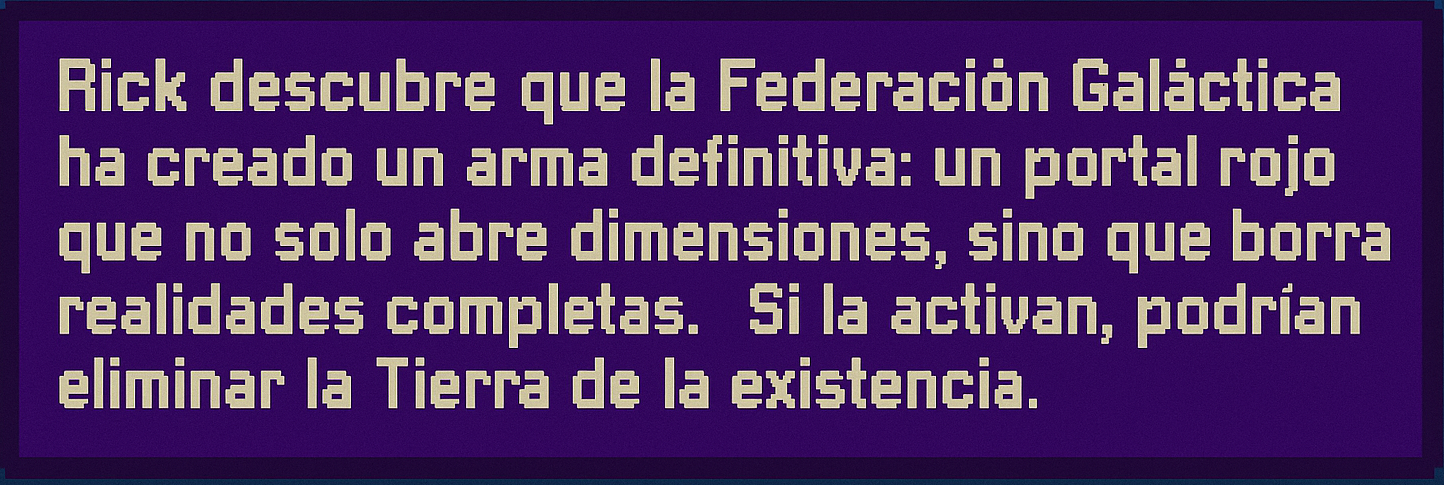 Rick descubre que la Federación Galáctica
ha creado un arma definitiva: un portal rojo
que no solo abre dimensiones, sino que borra
realidades completas.  Si la activan, podrían
eliminar la Tierra de la existencia.